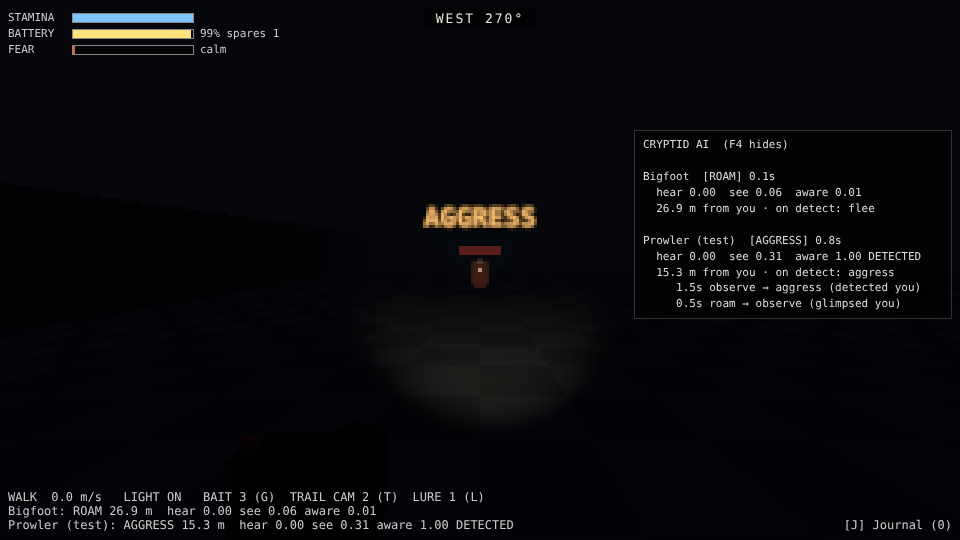 STAMINA
BATTERY 99% spares 1
FEAR calm
WEST 270°
CRYPTID AI (F4 hides)
Bigfoot [ROAM] 0.1s
hear 0.00 see 0.06 aware 0.01
26.9 m from you · on detect: flee
Prowler (test) [AGGRESS] 0.8s
hear 0.00 see 0.31 aware 1.00 DETECTED
15.3 m from you · on detect: aggress
1.5s observe → aggress (detected you)
0.5s roam → observe (glimpsed you)
AGGRESS
WALK 0.0 m/s LIGHT ON BAIT 3 (G) TRAIL CAM 2 (T) LURE 1 (L)
Bigfoot: ROAM 26.9 m hear 0.00 see 0.06 aware 0.01
Prowler (test): AGGRESS 15.3 m hear 0.00 see 0.31 aware 1.00 DETECTED
[J] Journal (0)